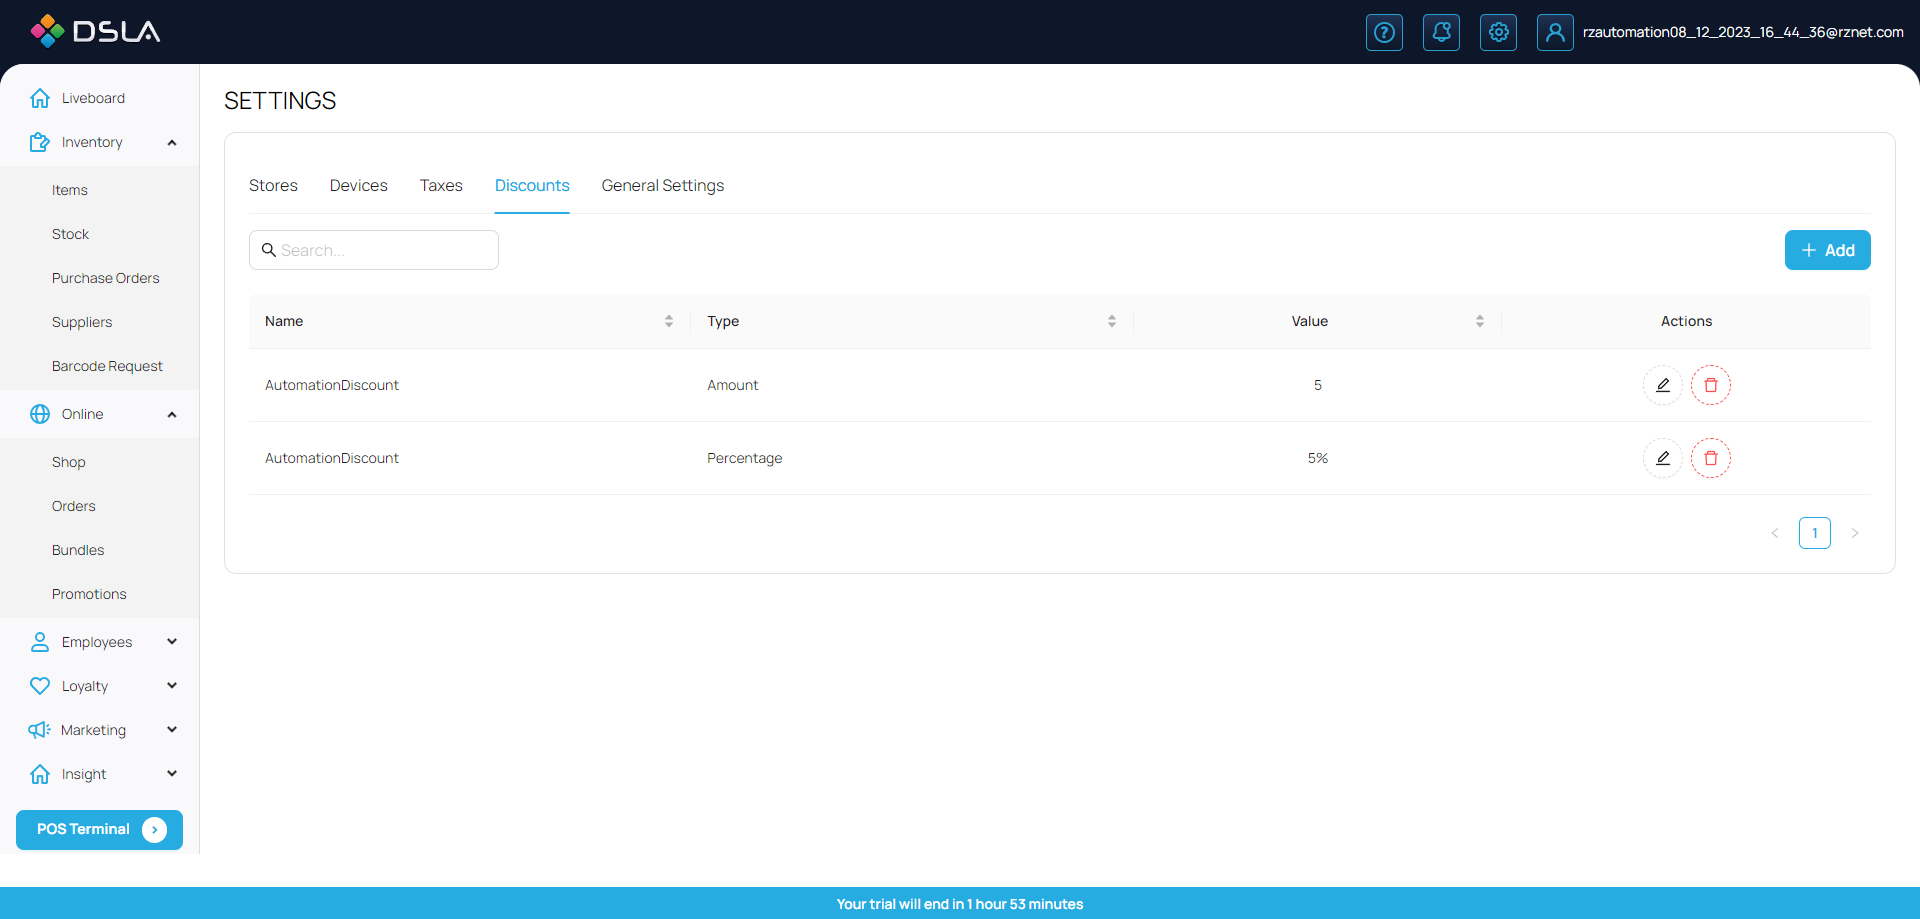 DSLA
rzautomation08_12_2023_16_44_36@rznet.com
Liveboard
Inventory
Items
Stock
Purchase Orders
Suppliers
Barcode Request
Online
Shop
Orders
Bundles
Promotions
Employees
Loyalty
Marketing
Insight
POS Terminal
SETTINGS
Stores Devices Taxes Discounts General Settings
Search...
Add
Name Type Value Actions
AutomationDiscount Amount 5
AutomationDiscount Percentage 5%
1
Your trial will end in 1 hour 53 minutes